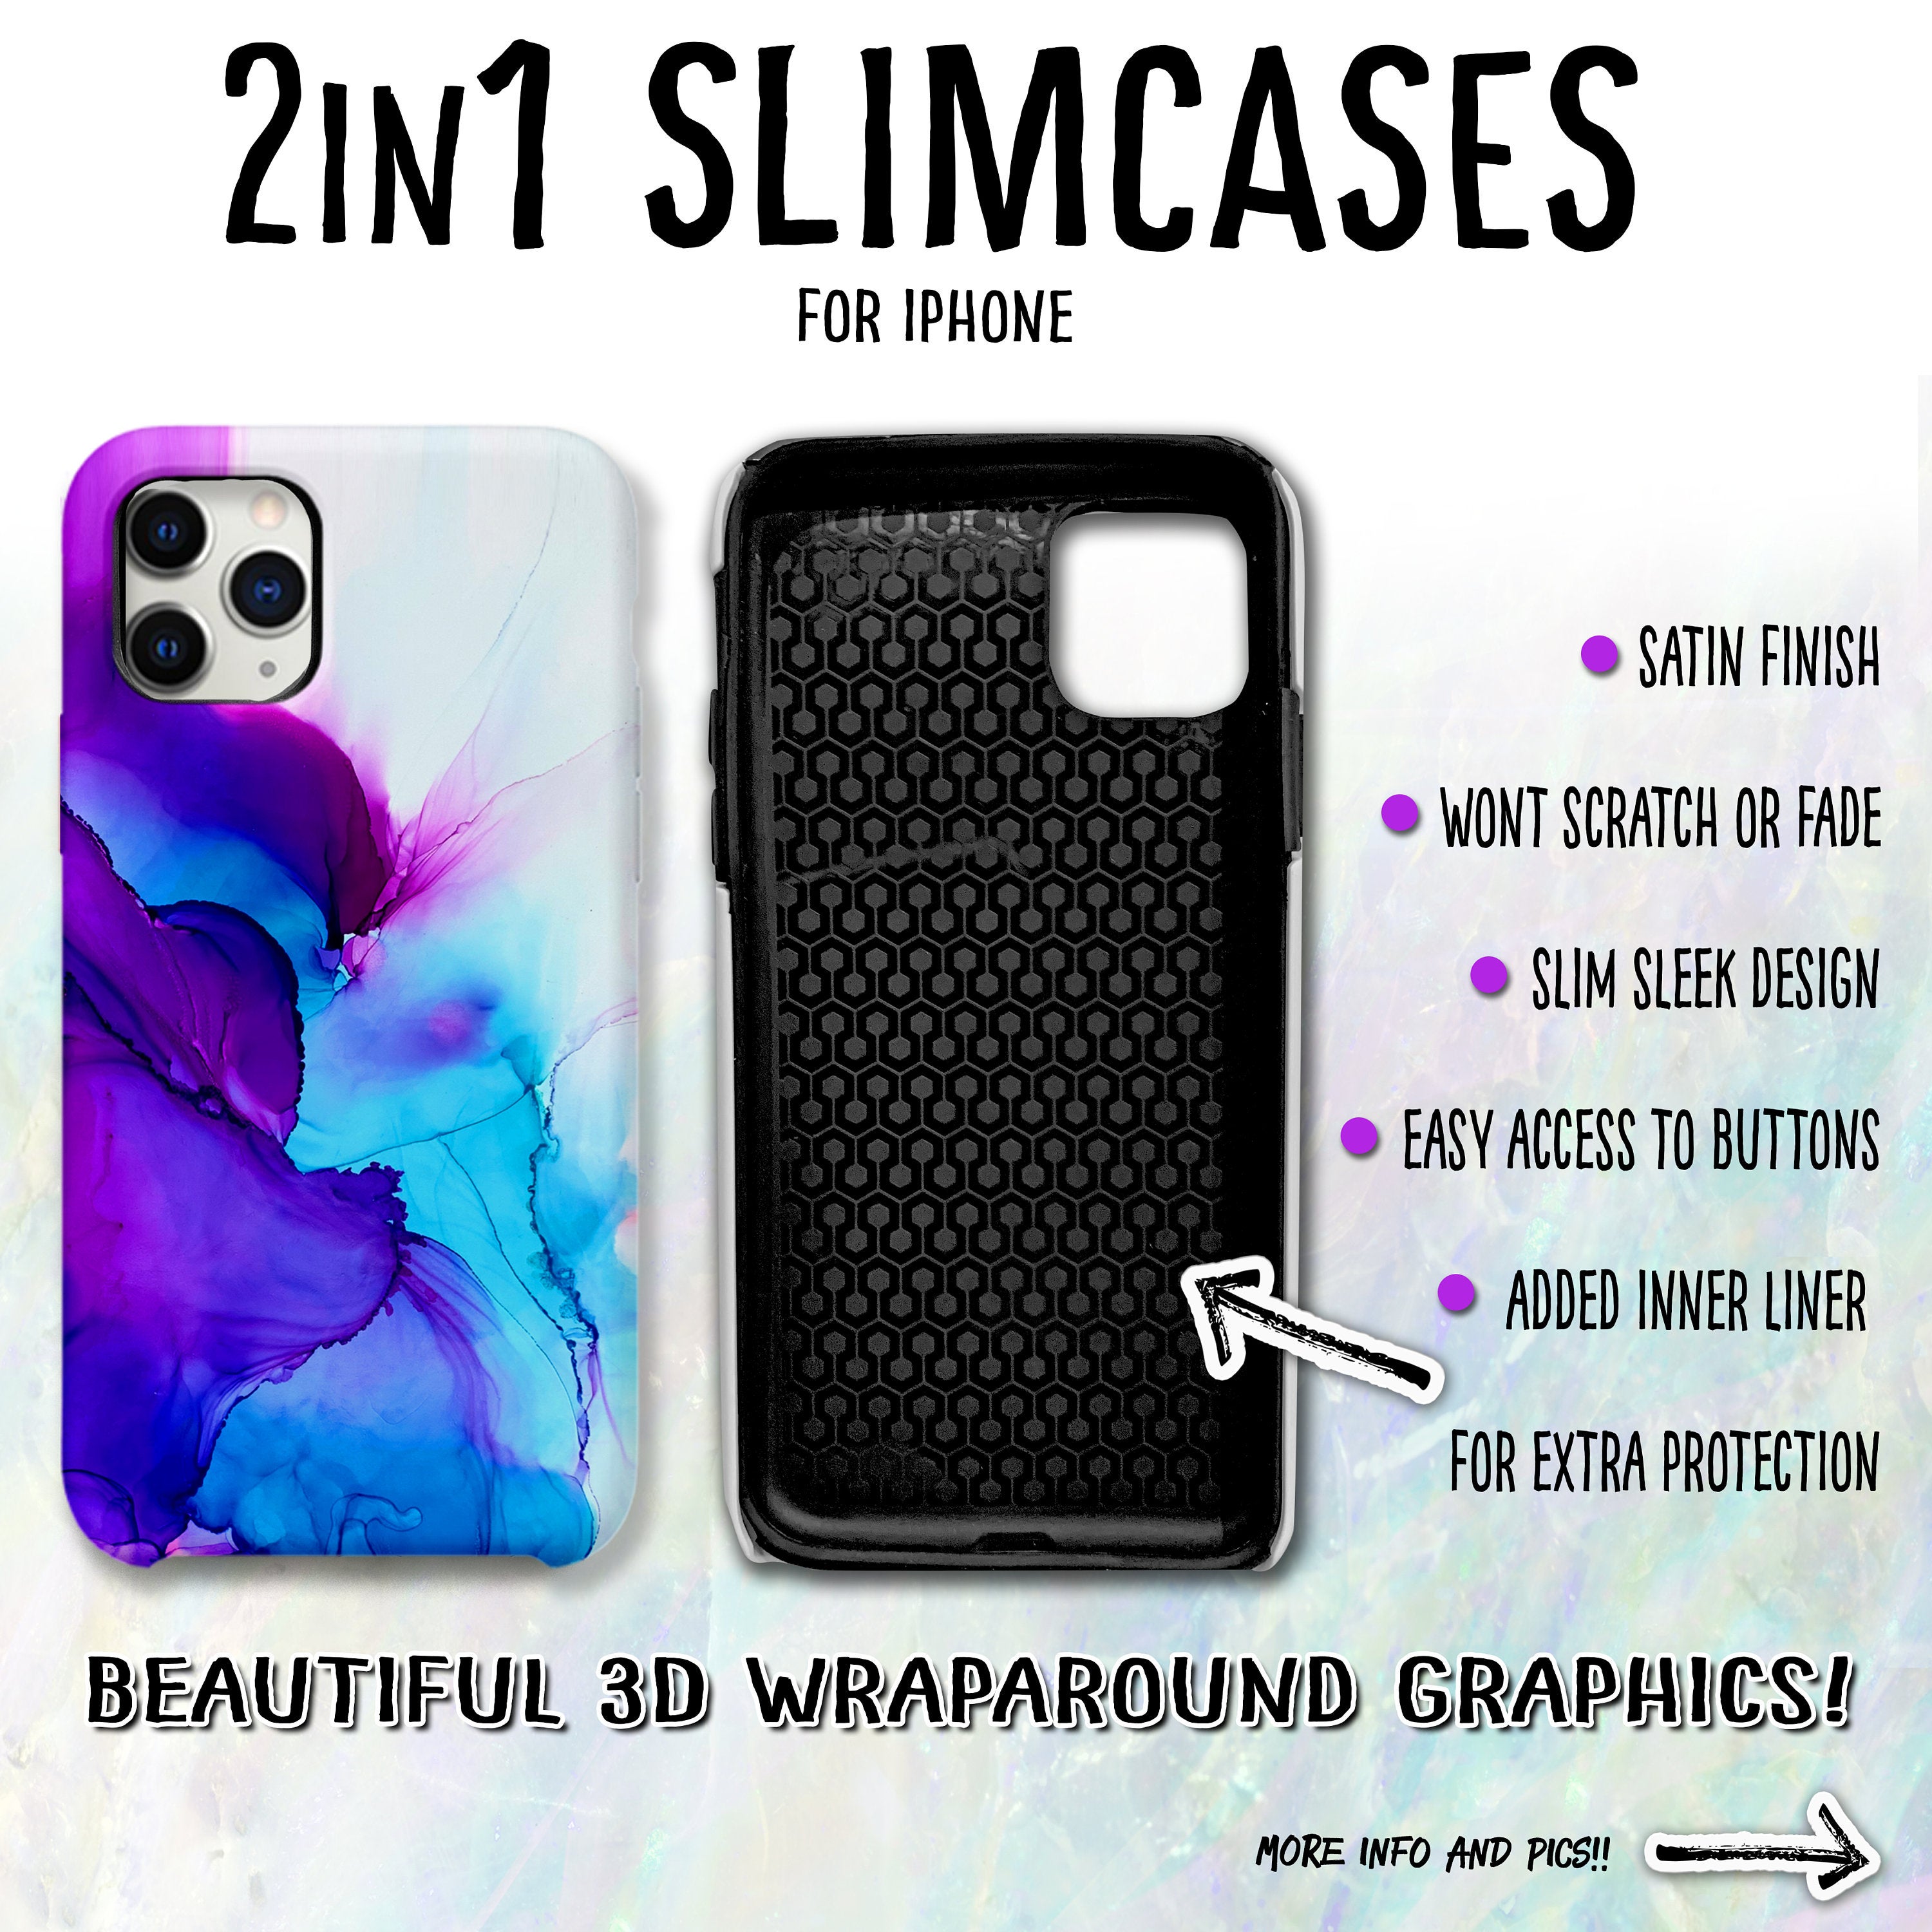 2IN1 SLIMCASES
FOR IPHONE
SATIN FINISH
WONT SCRATCH OR FADE
SLIM SLEEK DESIGN
EASY ACCESS TO BUTTONS
ADDED INNER LINER
FOR EXTRA PROTECTION
BEAUTIFUL 3D WRAPAROUND GRAPHICS!
MORE INFO AND PICS!!